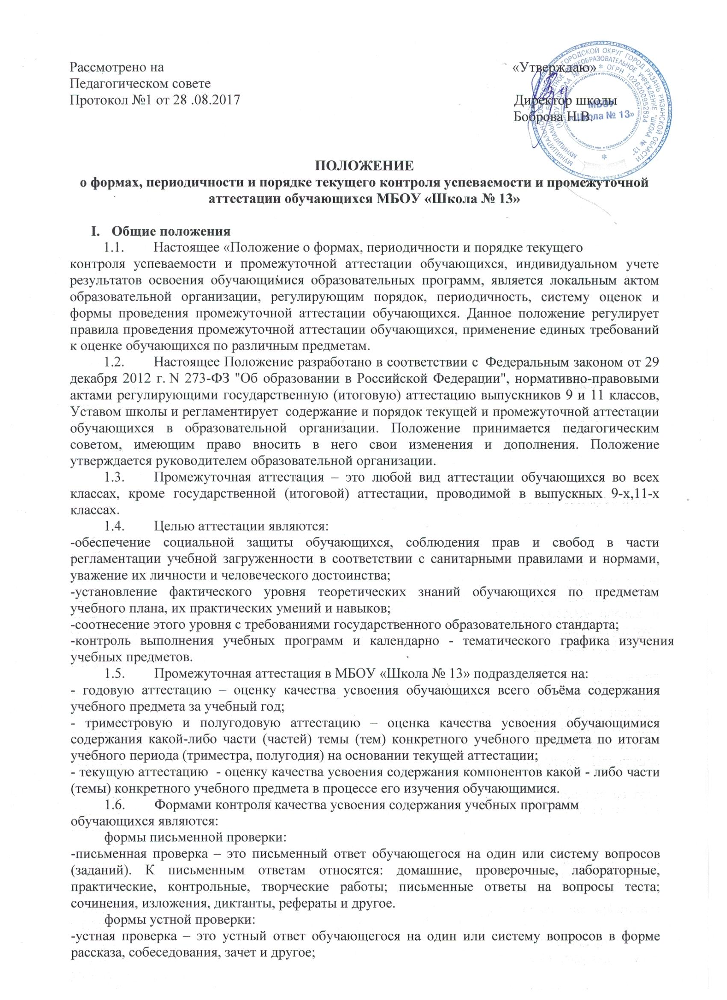 Рассмотрено на
Педагогическом совете
Протокол №1 от 28 .08.2017
«Утверждаю»
Директор школы
Боброва Н.В.
МБОУ
«Школа № 13»
ГОРОДСКОЙ ОКРУГ ГОРОД РЯЗАНЬ РЯЗАНСКОЙ ОБЛАСТИ
УЧРЕЖДЕНИЕ "ШКОЛА № 13"
ОГРН 1026200952634
ПОЛОЖЕНИЕ
о формах, периодичности и порядке текущего контроля успеваемости и промежуточной
аттестации обучающихся МБОУ «Школа № 13»
I. Общие положения
1.1. Настоящее «Положение о формах, периодичности и порядке текущего
контроля успеваемости и промежуточной аттестации обучающихся, индивидуальном учете
результатов освоения обучающимися образовательных программ, является локальным актом
образовательной организации, регулирующим порядок, периодичность, систему оценок и
формы проведения промежуточной аттестации обучающихся. Данное положение регулирует
правила проведения промежуточной аттестации обучающихся, применение единых требований
к оценке обучающихся по различным предметам.
1.2. Настоящее Положение разработано в соответствии с Федеральным законом от 29
декабря 2012 г. N 273-ФЗ "Об образовании в Российской Федерации", нормативно-правовыми
актами регулирующими государственную (итоговую) аттестацию выпускников 9 и 11 классов,
Уставом школы и регламентирует содержание и порядок текущей и промежуточной аттестации
обучающихся в образовательной организации. Положение принимается педагогическим
советом, имеющим право вносить в него свои изменения и дополнения. Положение
утверждается руководителем образовательной организации.
1.3. Промежуточная аттестация – это любой вид аттестации обучающихся во всех
классах, кроме государственной (итоговой) аттестации, проводимой в выпускных 9-х,11-х
классах.
1.4. Целью аттестации являются:
-обеспечение социальной защиты обучающихся, соблюдения прав и свобод в части
регламентации учебной загруженности в соответствии с санитарными правилами и нормами,
уважение их личности и человеческого достоинства;
-установление фактического уровня теоретических знаний обучающихся по предметам
учебного плана, их практических умений и навыков;
-соотнесение этого уровня с требованиями государственного образовательного стандарта;
-контроль выполнения учебных программ и календарно - тематического графика изучения
учебных предметов.
1.5. Промежуточная аттестация в МБОУ «Школа № 13» подразделяется на:
- годовую аттестацию – оценку качества усвоения обучающихся всего объёма содержания
учебного предмета за учебный год;
- триместровую и полугодовую аттестацию – оценка качества усвоения обучающимися
содержания какой-либо части (частей) темы (тем) конкретного учебного предмета по итогам
учебного периода (триместра, полугодия) на основании текущей аттестации;
- текущую аттестацию - оценку качества усвоения содержания компонентов какой - либо части
(темы) конкретного учебного предмета в процессе его изучения обучающимися.
1.6. Формами контроля качества усвоения содержания учебных программ
обучающихся являются:
формы письменной проверки:
-письменная проверка – это письменный ответ обучающегося на один или систему вопросов
(заданий). К письменным ответам относятся: домашние, проверочные, лабораторные,
практические, контрольные, творческие работы; письменные ответы на вопросы теста;
сочинения, изложения, диктанты, рефераты и другое.
формы устной проверки:
-устная проверка – это устный ответ обучающегося на один или систему вопросов в форме
рассказа, собеседования, зачет и другое;